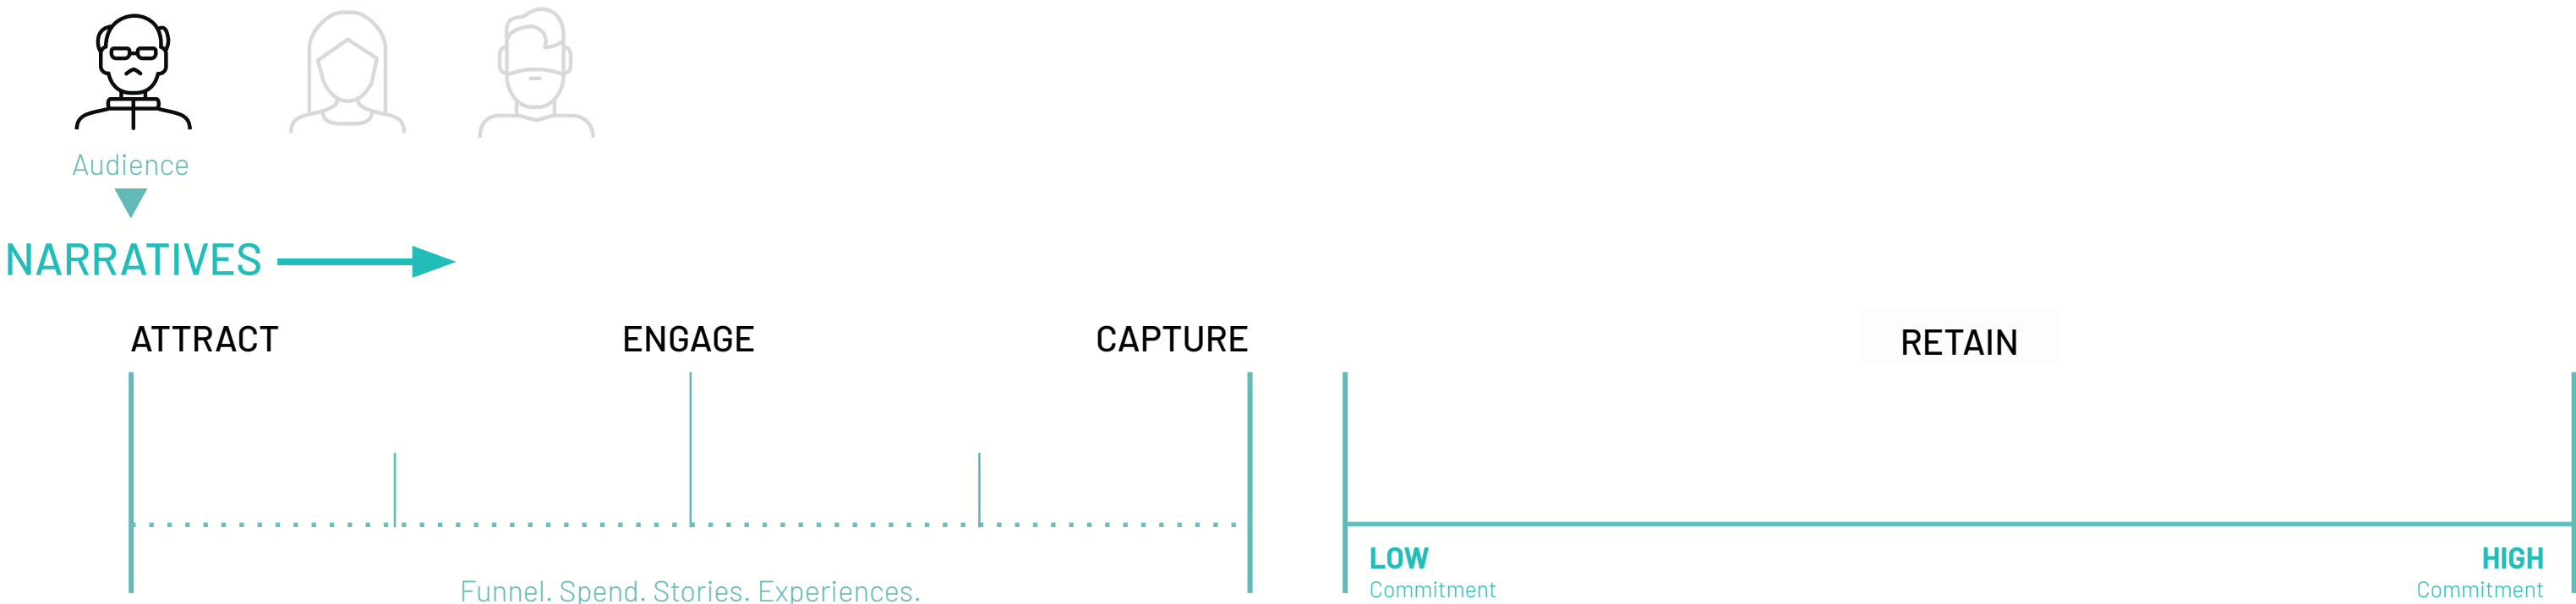 Audience
NARRATIVES
ATTRACT
ENGAGE
CAPTURE
RETAIN
Funnel. Spend. Stories. Experiences.
LOW
Commitment
HIGH
Commitment